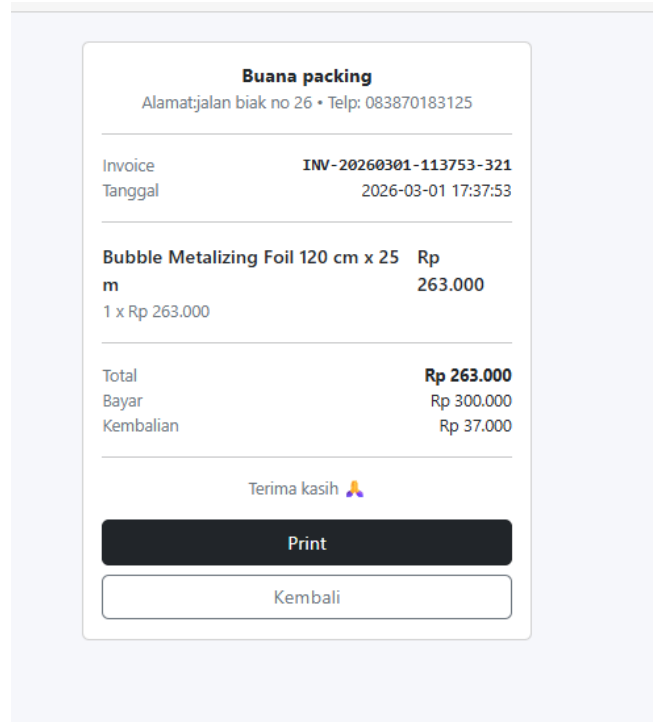 Buana packing
Alamat:jalan biak no 26 • Telp: 083870183125
Invoice INV-20260301-113753-321
Tanggal 2026-03-01 17:37:53
Bubble Metalizing Foil 120 cm x 25 Rp
m 263.000
1 x Rp 263.000
Total Rp 263.000
Bayar Rp 300.000
Kembalian Rp 37.000
Terima kasih 🙏
Print
Kembali